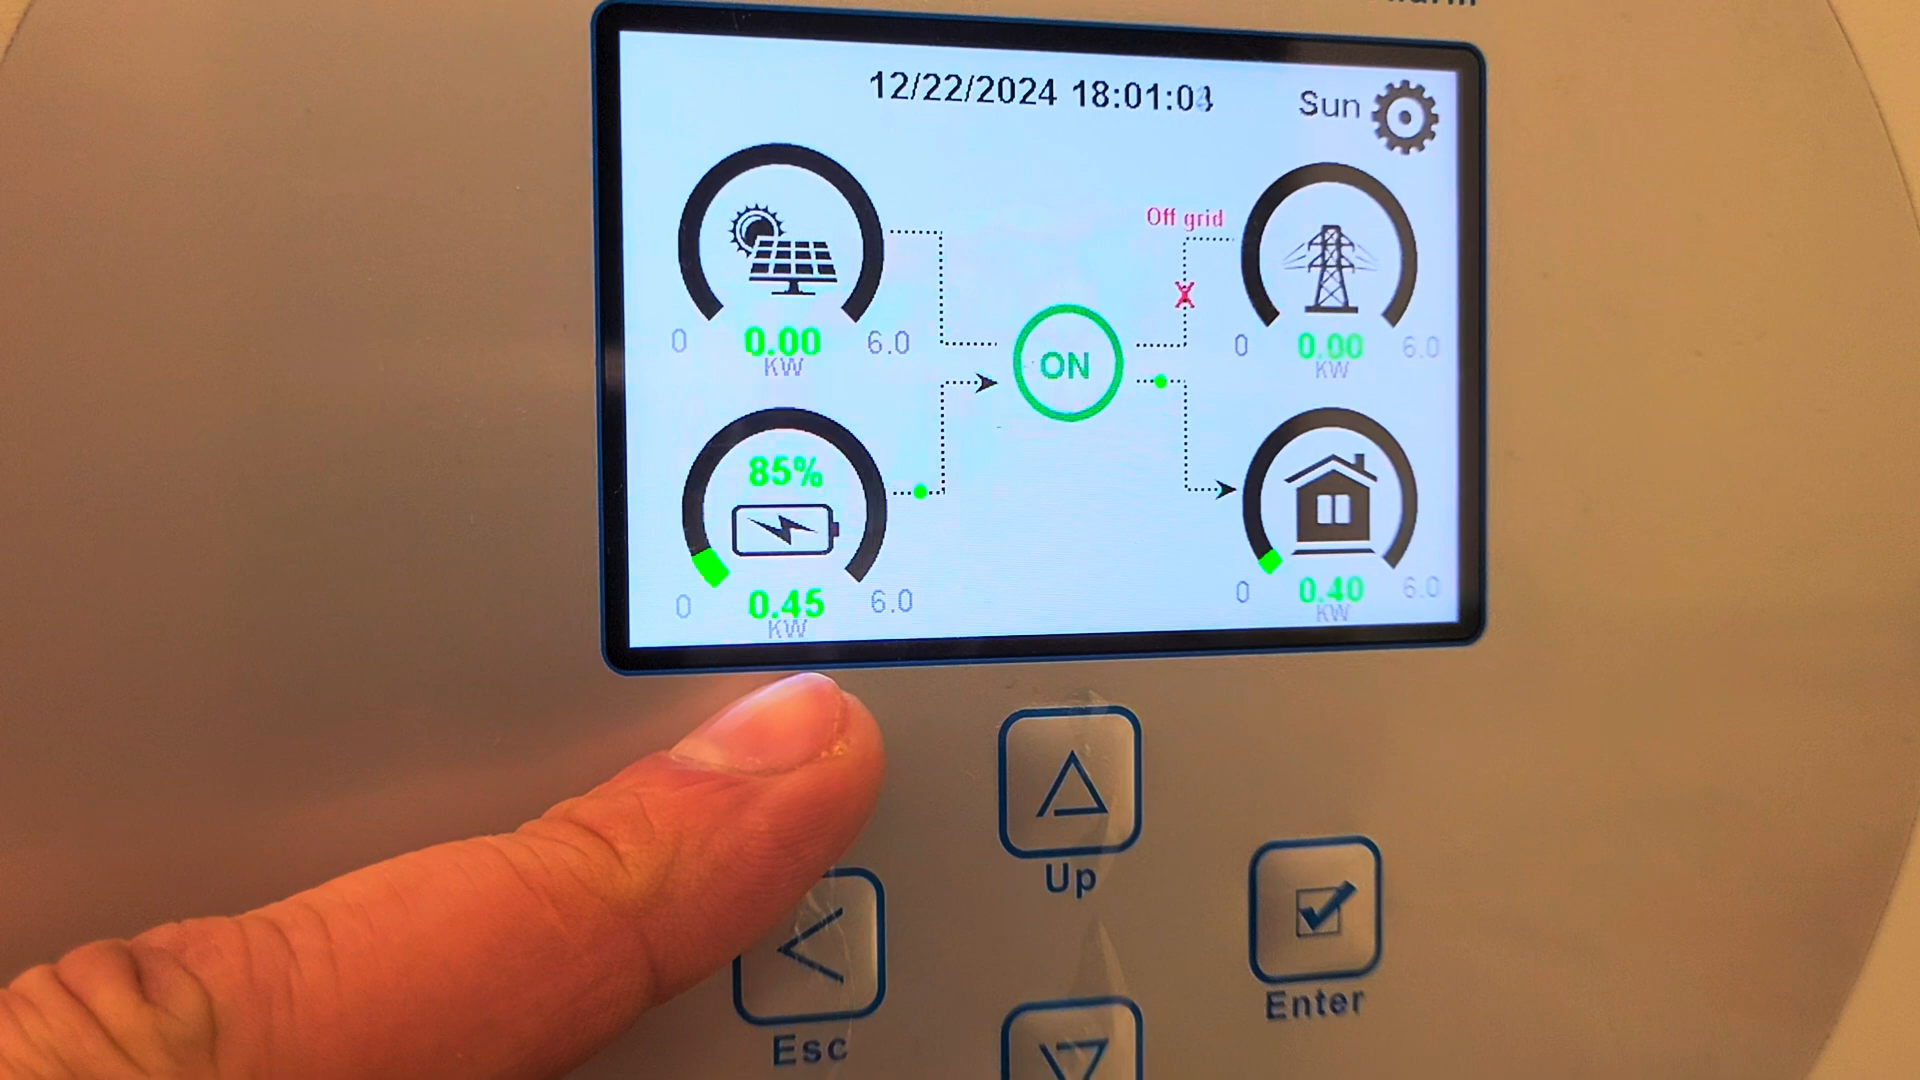 12/22/2024 18:01:0
Sun
Off grid
0 0.00 6.0
KW
0 0.00 6.0
KW
ON
85%
0 0.45 6.0
KW
0 0.40 6.0
KW
Up
Enter
Esc